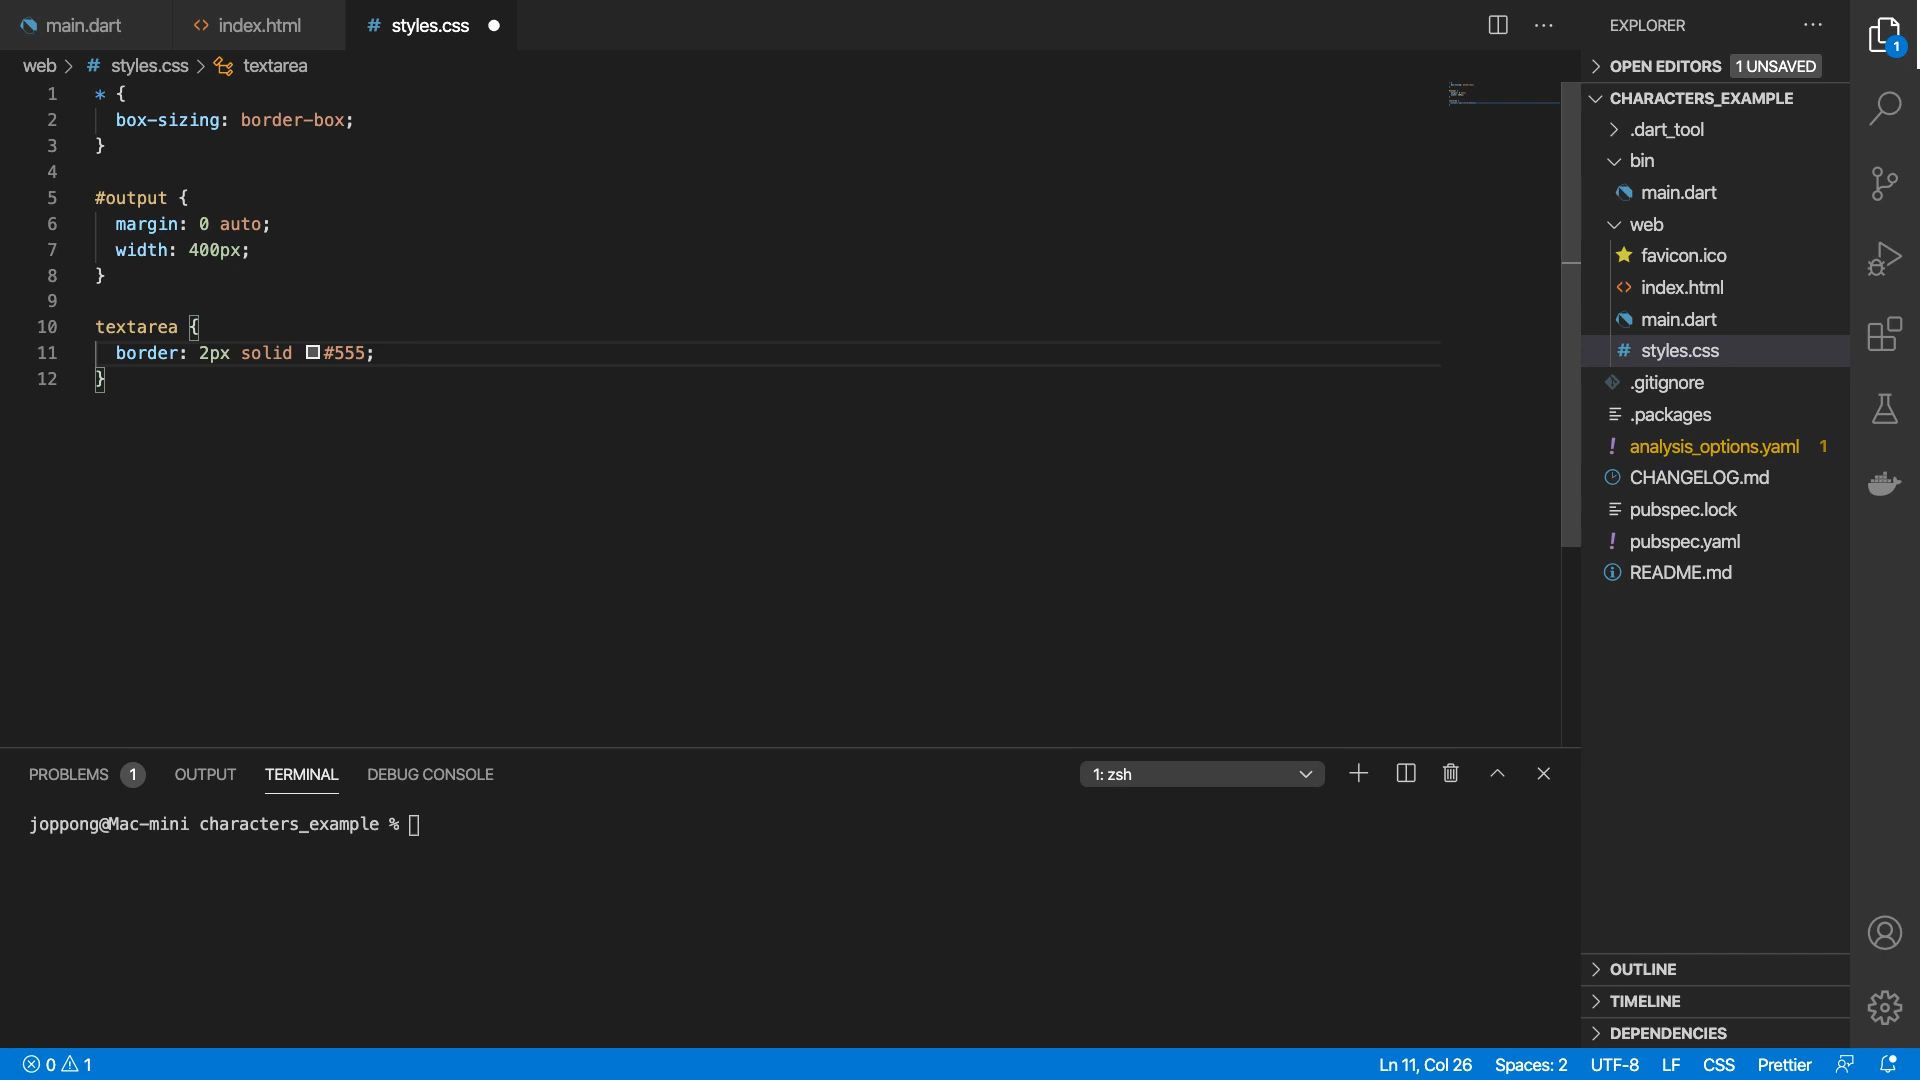 main.dart
index.html
styles.css
web > # styles.css > textarea
1 * {
2 box-sizing: border-box;
3 }
4
5 #output {
6 margin: 0 auto;
7 width: 400px;
8 }
9
10 textarea {
11 border: 2px solid #555;
12 }
PROBLEMS 1 OUTPUT TERMINAL DEBUG CONSOLE
1: zsh
joppong@Mac-mini characters_example %
EXPLORER
OPEN EDITORS 1 UNSAVED
CHARACTERS_EXAMPLE
.dart_tool
bin
main.dart
web
favicon.ico
index.html
main.dart
# styles.css
.gitignore
.packages
! analysis_options.yaml 1
CHANGELOG.md
pubspec.lock
! pubspec.yaml
README.md
OUTLINE
TIMELINE
DEPENDENCIES
1
0 1
Ln 11, Col 26 Spaces: 2 UTF-8 LF CSS Prettier